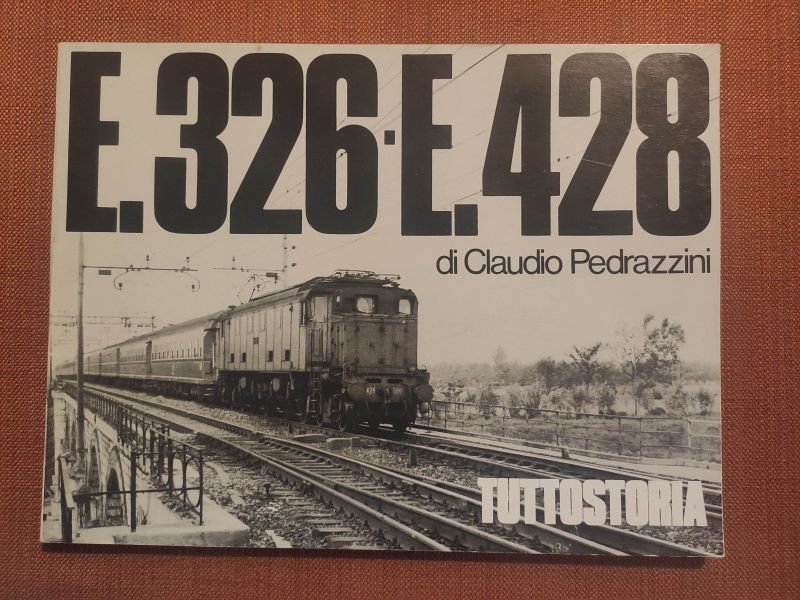 E.326·E.428
di Claudio Pedrazzini
TUTTOSTORIA